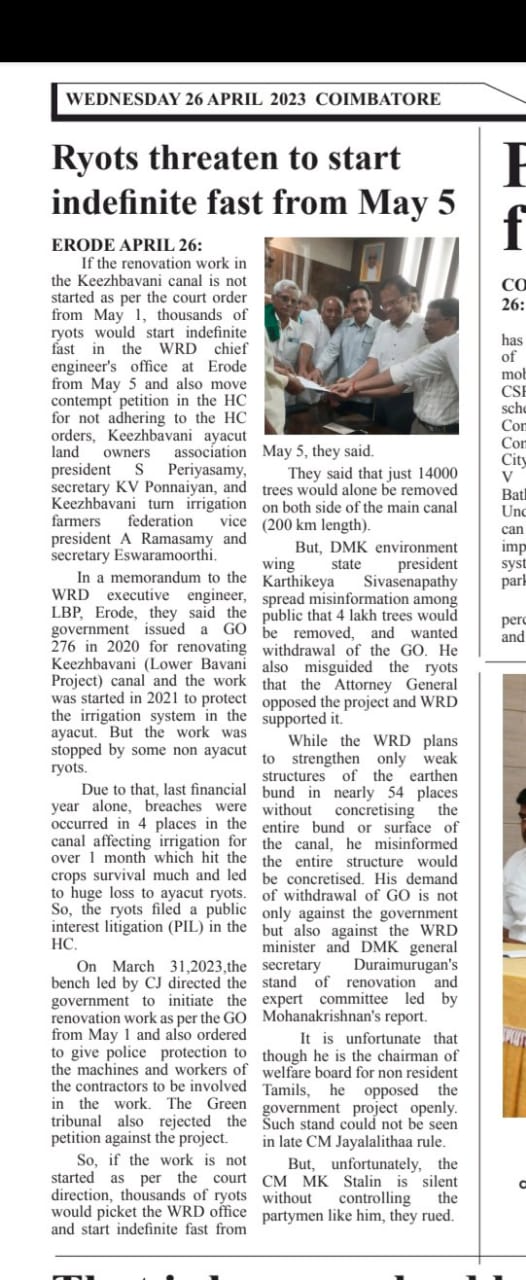 WEDNESDAY 26 APRIL 2023 COIMBATORE
Ryots threaten to start
indefinite fast from May 5
ERODE APRIL 26:
If the renovation work in
the Keezhbavani canal is not
started as per the court order
from May 1, thousands of
ryots would start indefinite
fast in the WRD chief
engineer's office at Erode
from May 5 and also move
contempt petition in the HC
for not adhering to the HC
orders, Keezhbavani ayacut
land owners association
president S Periyasamy,
secretary KV Ponnaiyan, and
Keezhbavani turn irrigation
farmers federation vice
president A Ramasamy and
secretary Eswaramoorthi.
In a memorandum to the
WRD executive engineer,
LBP, Erode, they said the
government issued a GO
276 in 2020 for renovating
Keezhbavani (Lower Bavani
Project) canal and the work
was started in 2021 to protect
the irrigation system in the
ayacut. But the work was
stopped by some non ayacut
ryots.
Due to that, last financial
year alone, breaches were
occurred in 4 places in the
canal affecting irrigation for
over 1 month which hit the
crops survival much and led
to huge loss to ayacut ryots.
So, the ryots filed a public
interest litigation (PIL) in the
HC.
On March 31,2023,the
bench led by CJ directed the
government to initiate the
renovation work as per the GO
from May 1 and also ordered
to give police protection to
the machines and workers of
the contractors to be involved
in the work. The Green
tribunal also rejected the
petition against the project.
So, if the work is not
started as per the court
direction, thousands of ryots
would picket the WRD office
and start indefinite fast from
May 5, they said.
They said that just 14000
trees would alone be removed
on both side of the main canal
(200 km length).
But, DMK environment
wing state president
Karthikeya Sivasenapathy
spread misinformation among
public that 4 lakh trees would
be removed, and wanted
withdrawal of the GO. He
also misguided the ryots
that the Attorney General
opposed the project and WRD
supported it.
While the WRD plans
to strengthen only weak
structures of the earthen
bund in nearly 54 places
without concretising the
entire bund or surface of
the canal, he misinformed
the entire structure would
be concretised. His demand
of withdrawal of GO is not
only against the government
but also against the WRD
minister and DMK general
secretary Duraimurugan's
stand of renovation and
expert committee led by
Mohanakrishnan's report.
It is unfortunate that
though he is the chairman of
welfare board for non resident
Tamils, he opposed the
government project openly.
Such stand could not be seen
in late CM Jayalalithaa rule.
But, unfortunately, the
CM MK Stalin is silent
without controlling the
partymen like him, they rued.
CO
26:
has
of
mob
CSR
sche
Con
Con
City
V
Bath
Und
can
imp
syst
park
perc
and